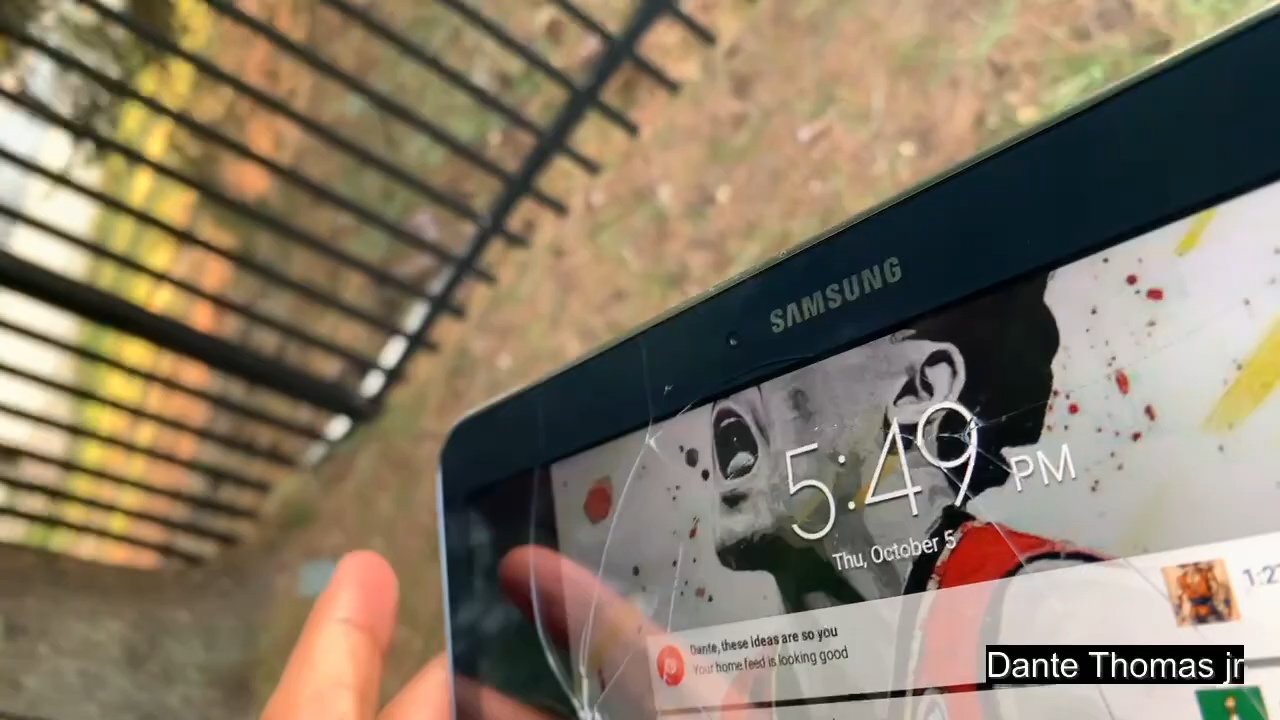 SAMSUNG
5:49 PM
Thu, October 5
Dante, these ideas are so you
Your home feed is looking good
Dante Thomas jr